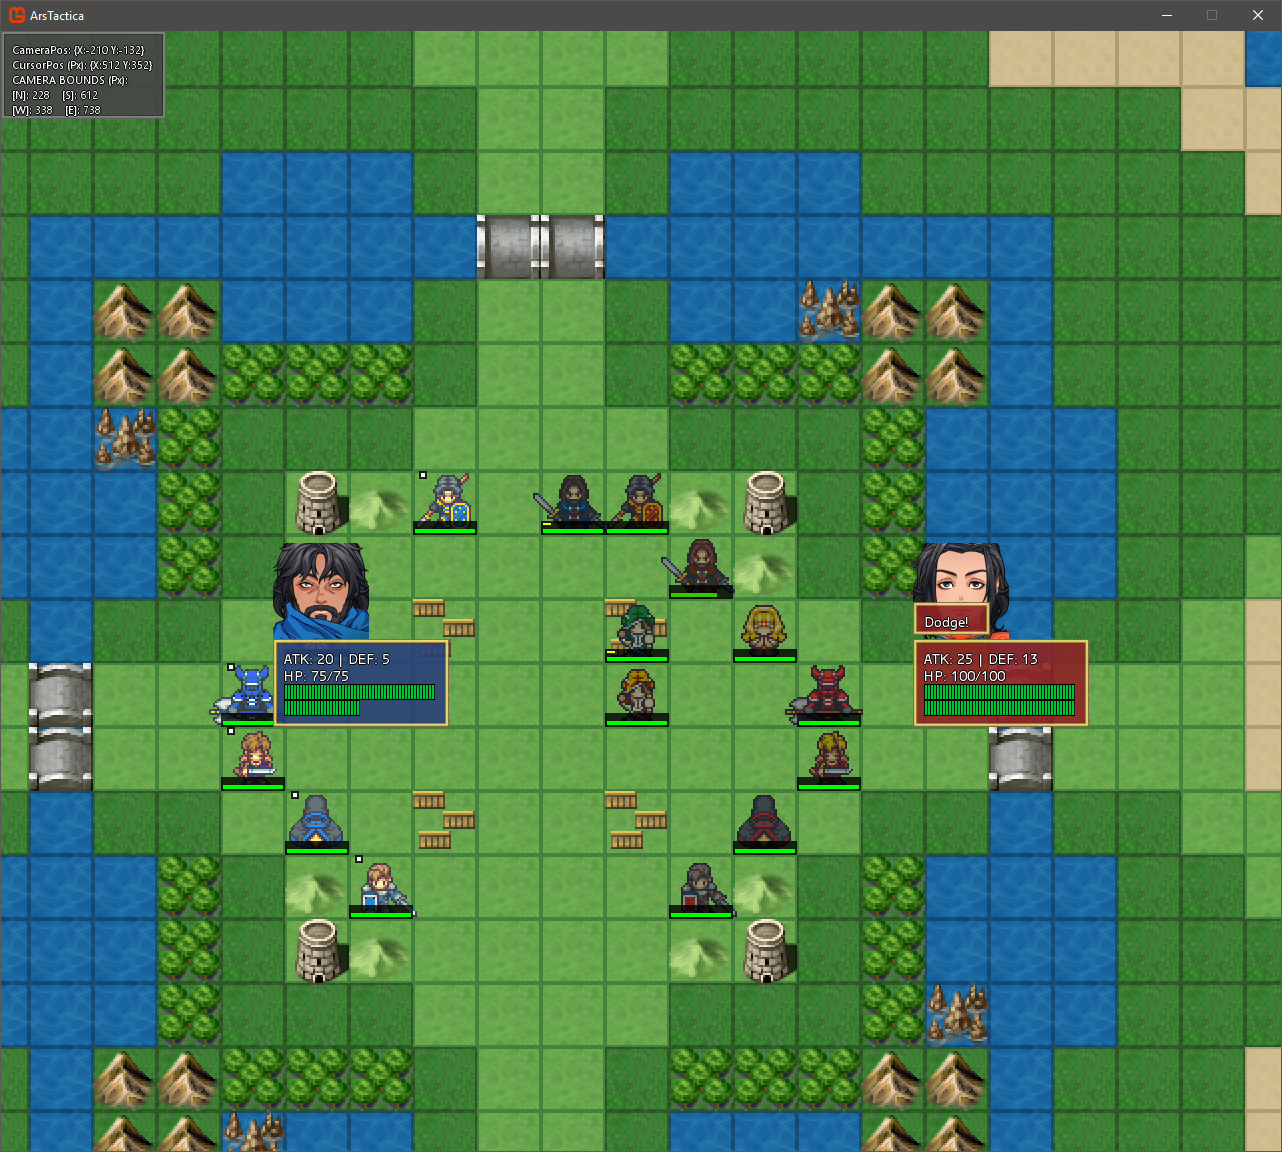 ArsTactica
CameraPos: {X:-210 Y:-132}
CursorPos (Px): {X:512 Y:352}
CAMERA BOUNDS (Px):
[N]: 228 [S]: 612
[W]: 338 [E]: 738
Dodge!
ATK: 20 | DEF: 5
HP: 75/75
ATK: 25 | DEF: 13
HP: 100/100